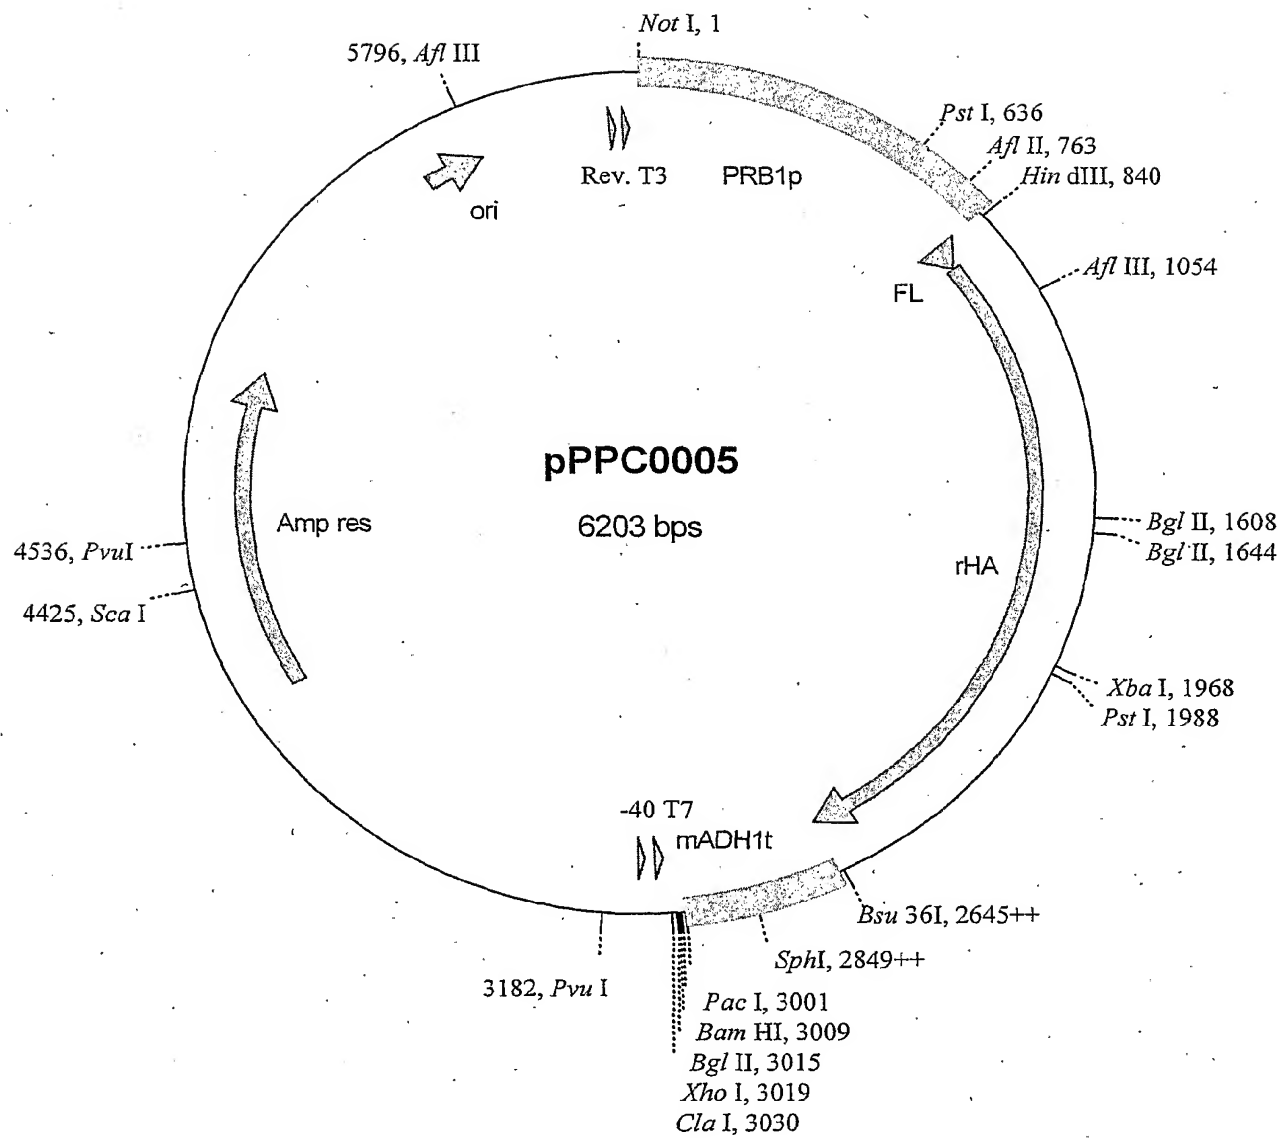 Not I, 1
5796, Afl III
Pst I, 636
Afl II, 763
Hin dIII, 840
Rev. T3
PRB1p
ori
Afl III, 1054
FL
pPPC0005
6203 bps
Amp res
Bgl II, 1608
Bgl II, 1644
4536, PvuI
rHA
4425, Sca I
Xba I, 1968
Pst I, 1988
-40 T7
mADH1t
Bsu 36I, 2645++
SphI, 2849++
3182, Pvu I
Pac I, 3001
Bam HI, 3009
Bgl II, 3015
Xho I, 3019
Cla I, 3030